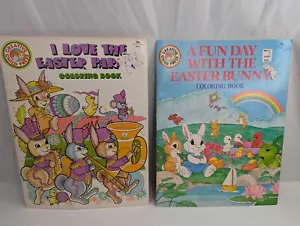 I LOVE THE
EASTER PARADE
COLORING BOOK
A FUN DAY
WITH THE
EASTER BUNNY
COLORING BOOK